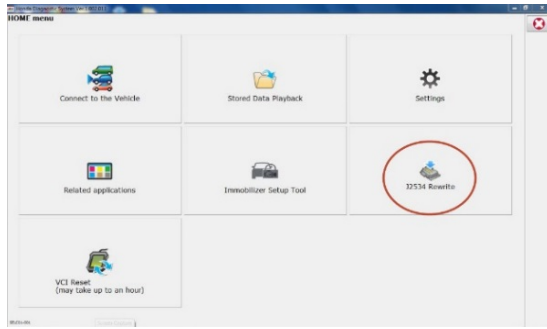 HOME menu
Connect to the Vehicle
Stored Data Playback
Settings
Related applications
Immobilizer Setup Tool
J2534 Rewrite
VCI Reset
(may take up to an hour)